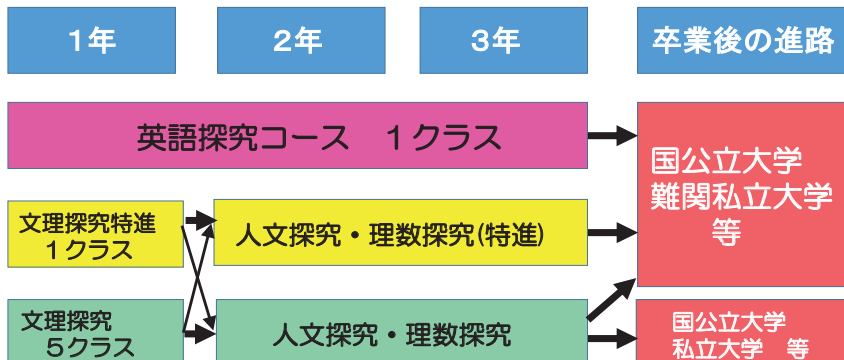 １年
２年
３年
卒業後の進路
英語探究コース　１クラス
国公立大学
難関私立大学
等
文理探究特進
１クラス
人文探究・理数探究(特進)
文理探究
５クラス
人文探究・理数探究
国公立大学
私立大学　等